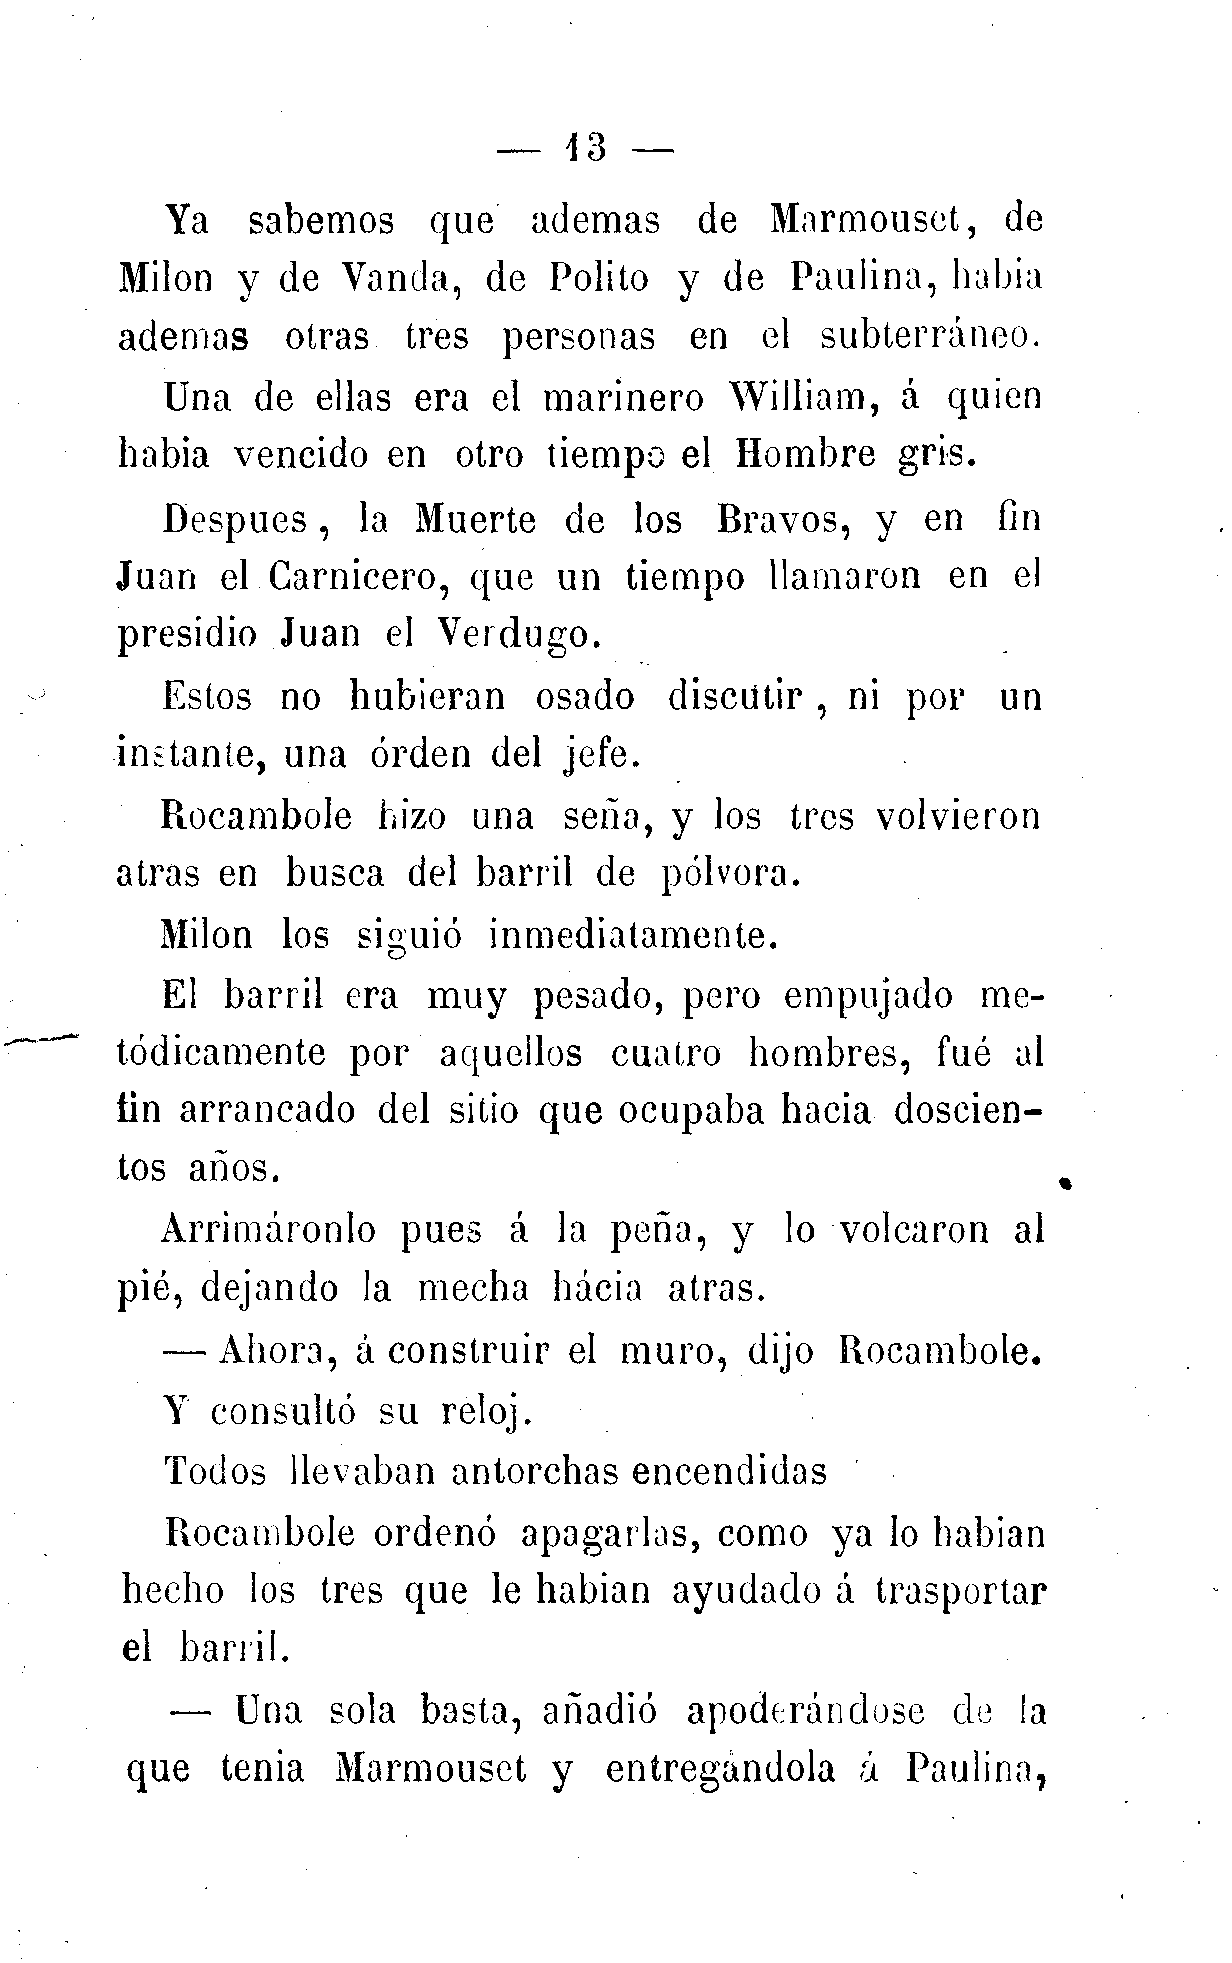 — 13 —
Ya sabemos que ademas de Marmouset, de
Milon y de Vanda, de Polito y de Paulina, habia
ademas otras tres personas en el subterráneo.
Una de ellas era el marinero William, á quien
habia vencido en otro tiempo el Hombre gris.
Despues, la Muerte de los Bravos, y en fin
Juan el Carnicero, que un tiempo llamaron en el
presidio Juan el Verdugo.
Estos no hubieran osado discutir, ni por un
instante, una órden del jefe.
Rocambole hizo una seña, y los tres volvieron
atras en busca del barril de pólvora.
Milon los siguió inmediatamente.
El barril era muy pesado, pero empujado me-
tódicamente por aquellos cuatro hombres, fué al
fin arrancado del sitio que ocupaba hacia doscien-
tos años.
Arrimáronlo pues á la peña, y lo volcaron al
pié, dejando la mecha hácia atras.
— Ahora, á construir el muro, dijo Rocambole.
Y consultó su reloj.
Todos llevaban antorchas encendidas
Rocambole ordenó apagarlas, como ya lo habian
hecho los tres que le habian ayudado á trasportar
el barril.
— Una sola basta, añadió apoderándose de la
que tenia Marmouset y entregándola á Paulina,